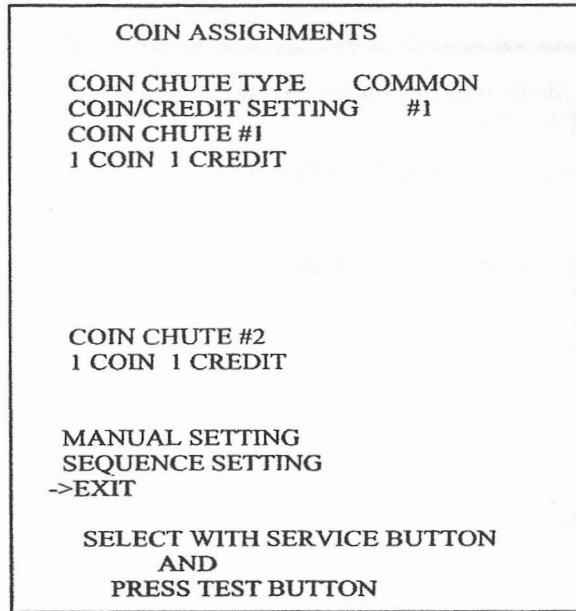 COIN ASSIGNMENTS
COIN CHUTE TYPE COMMON
COIN/CREDIT SETTING #1
COIN CHUTE #1
1 COIN 1 CREDIT
COIN CHUTE #2
1 COIN 1 CREDIT
MANUAL SETTING
SEQUENCE SETTING
->EXIT
SELECT WITH SERVICE BUTTON
AND
PRESS TEST BUTTON